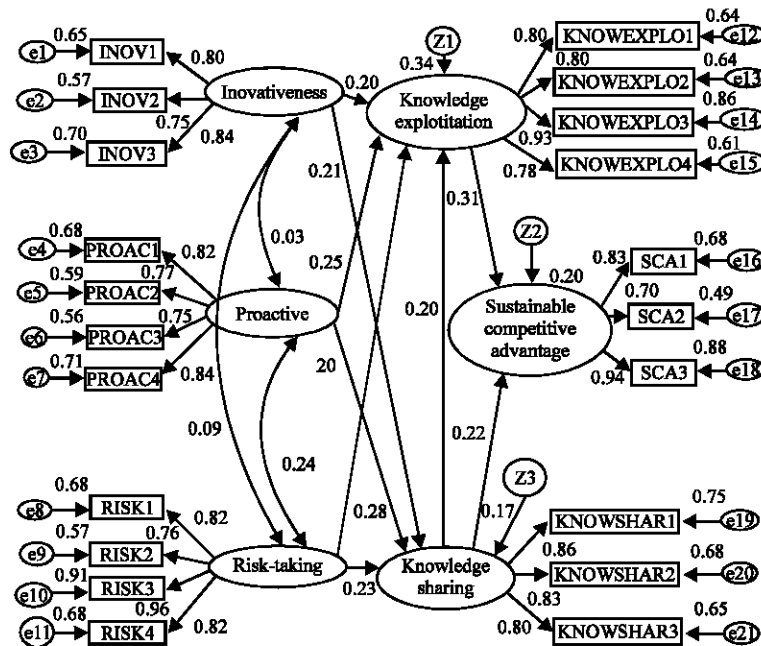 Z1
0.65
e1
INOV1
0.80
0.57
e2
INOV2
0.75
0.70
e3
INOV3
0.84
Inovativeness
0.20
0.34
Knowledge
explotitation
0.80
KNOWEXPLO1
0.64
e12
0.80
KNOWEXPLO2
0.64
e13
KNOWEXPLO3
0.86
e14
0.93
KNOWEXPLO4
0.61
e15
0.78
0.21
0.31
0.03
0.68
e4
PROAC1
0.82
0.59
e5
PROAC2
0.77
0.56
e6
PROAC3
0.75
0.71
e7
PROAC4
0.84
Proactive
0.25
0.20
20
Z2
0.20
Sustainable
competitive
advantage
0.83
SCA1
0.68
e16
0.70
SCA2
0.49
e17
SCA3
0.88
e18
0.94
0.09
0.24
0.22
0.28
Z3
0.17
0.68
e8
RISK1
0.82
0.57
e9
RISK2
0.76
0.91
e10
RISK3
0.96
0.68
e11
RISK4
0.82
Risk-taking
0.23
Knowledge
sharing
KNOWSHAR1
0.75
e19
0.86
KNOWSHAR2
0.68
e20
0.83
KNOWSHAR3
0.65
e21
0.80